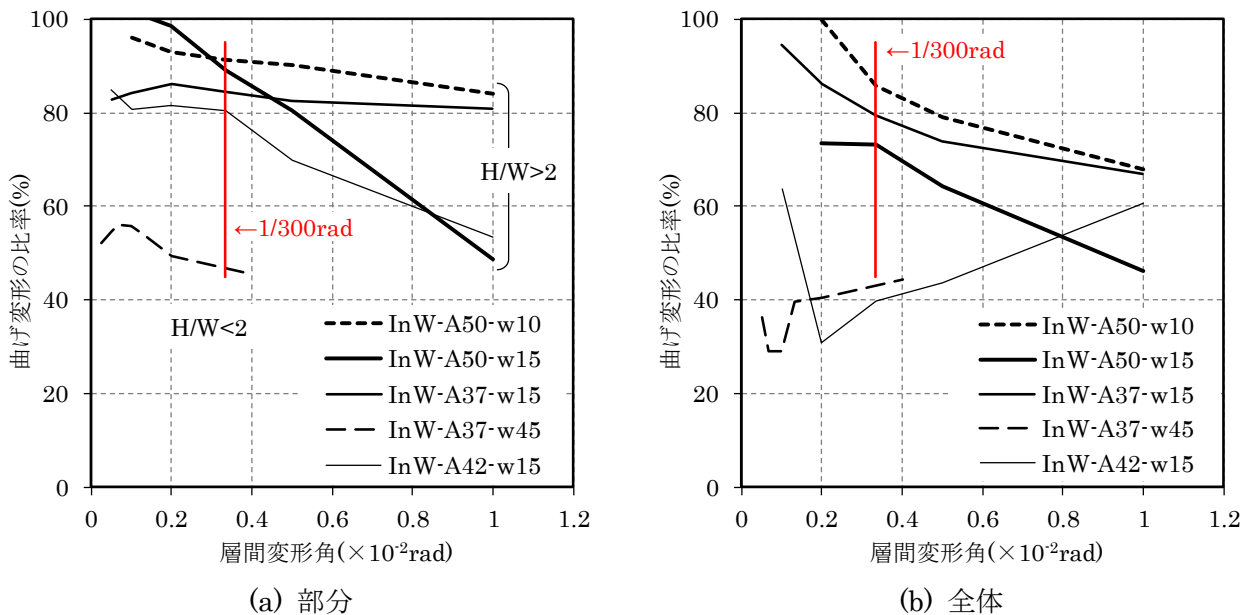 曲げ変形の比率(%)
100
80
60
40
20
0
←1/300rad
H/W>2
←1/300rad
H/W<2
InW-A50-w10
InW-A50-w15
InW-A37-w15
InW-A37-w45
InW-A42-w15
0 0.2 0.4 0.6 0.8 1 1.2
層間変形角(×10⁻²rad)
(a) 部分
曲げ変形の比率(%)
100
80
60
40
20
0
InW-A50-w10
InW-A50-w15
InW-A37-w15
InW-A37-w45
InW-A42-w15
0 0.2 0.4 0.6 0.8 1 1.2
層間変形角(×10⁻²rad)
(b) 全体